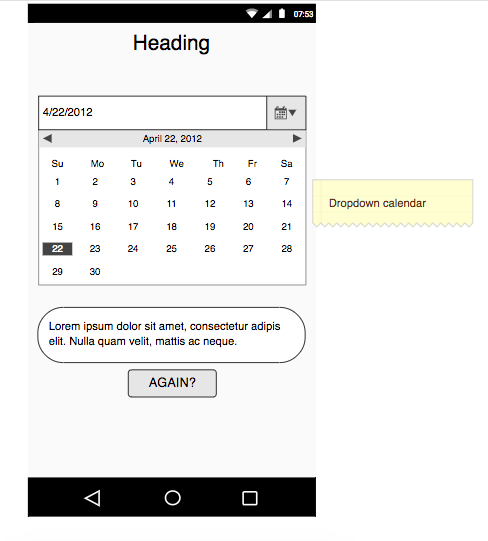 07:53
Heading
4/22/2012
April 22, 2012
Su Mo Tu We Th Fr Sa
1 2 3 4 5 6 7
8 9 10 11 12 13 14
15 16 17 18 19 20 21
22 23 24 25 26 27 28
29 30
Dropdown calendar
Lorem ipsum dolor sit amet, consectetur adipis
elit. Nulla quam velit, mattis ac neque.
AGAIN?